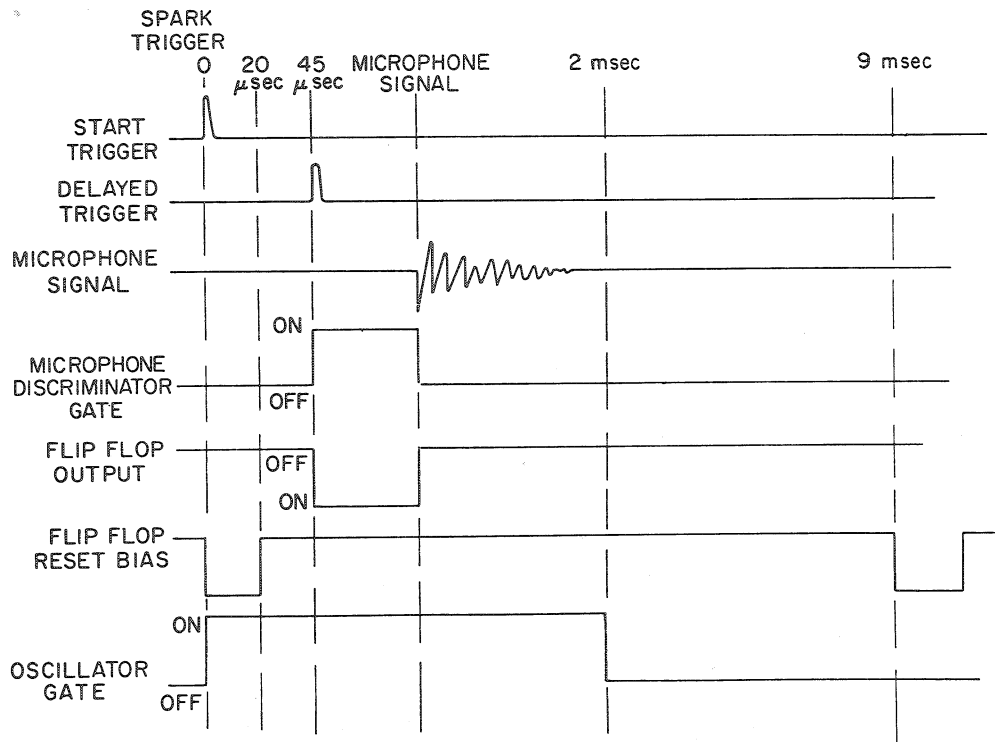 SPARK
TRIGGER
0 20 45 MICROPHONE 2 msec 9 msec
μsec μsec SIGNAL
START
TRIGGER
DELAYED
TRIGGER
MICROPHONE
SIGNAL
ON
MICROPHONE
DISCRIMINATOR
GATE
OFF
FLIP FLOP
OUTPUT
OFF
ON
FLIP FLOP
RESET BIAS
ON
OSCILLATOR
GATE
OFF